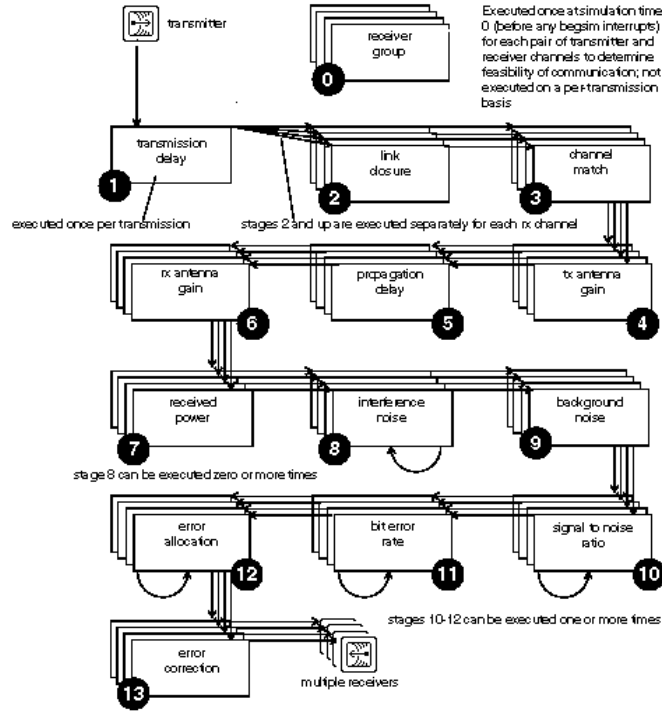 transmitter
receiver
group
0
Executed once at simulation time
0 (before any begsim interrupts)
for each pair of transmitter and
receiver channels to determine
feasibility of communication; not
executed on a per-transmission
basis
transmission
delay
1
link
closure
2
channel
match
3
executed once per transmission
stages 2 and up are executed separately for each rx channel
rx antenna
gain
6
propagation
delay
5
tx antenna
gain
4
received
power
7
interference
noise
8
background
noise
9
stage 8 can be executed zero or more times
error
allocation
12
bit error
rate
11
signal to noise
ratio
10
stages 10-12 can be executed one or more times
error
correction
13
multiple receivers